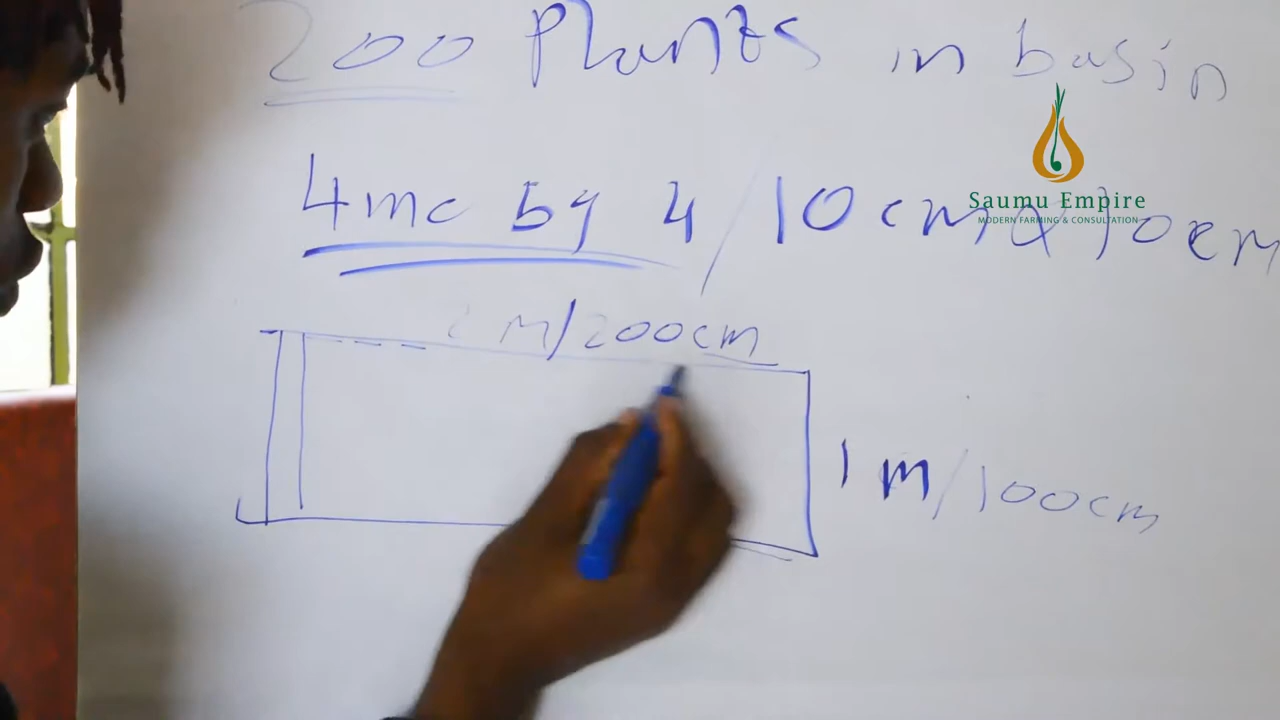 200 Plants in basin
4mc by 4/10cm x 10cm
Saumu Empire
MODERN FARMING & CONSULTATION
M/200cm
1m/100cm